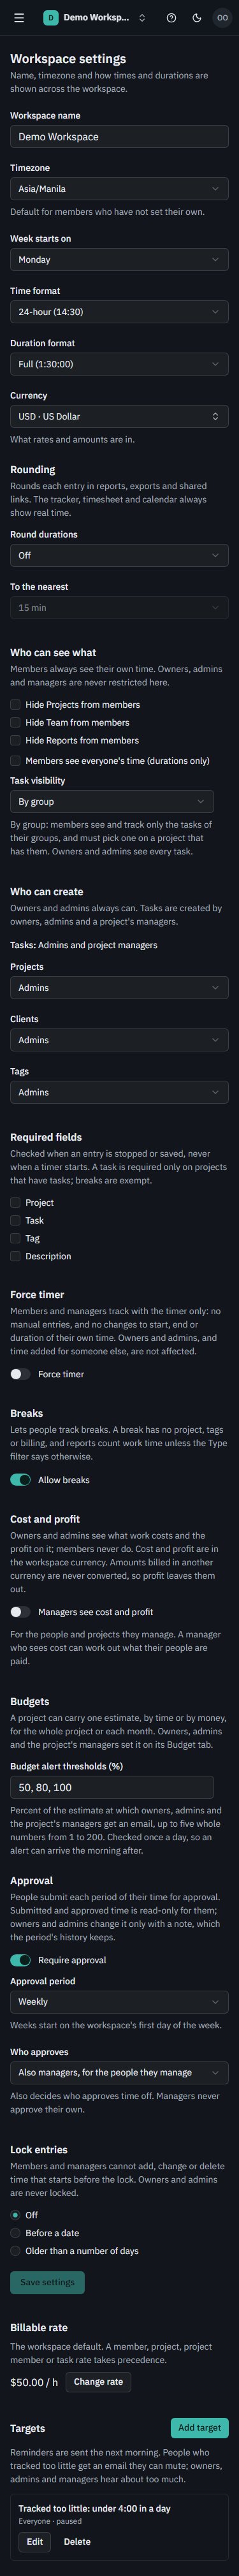 D Demo Worksp... OO
Workspace settings
Name, timezone and how times and durations are
shown across the workspace.
Workspace name
Demo Workspace
Timezone
Asia/Manila
Default for members who have not set their own.
Week starts on
Monday
Time format
24-hour (14:30)
Duration format
Full (1:30:00)
Currency
USD · US Dollar
What rates and amounts are in.
Rounding
Rounds each entry in reports, exports and shared
links. The tracker, timesheet and calendar always
show real time.
Round durations
Off
To the nearest
15 min
Who can see what
Members always see their own time. Owners, admins
and managers are never restricted here.
Hide Projects from members
Hide Team from members
Hide Reports from members
Members see everyone's time (durations only)
Task visibility
By group
By group: members see and track only the tasks of
their groups, and must pick one on a project that
has them. Owners and admins see every task.
Who can create
Owners and admins always can. Tasks are created by
owners, admins and a project's managers.
Tasks: Admins and project managers
Projects
Admins
Clients
Admins
Tags
Admins
Required fields
Checked when an entry is stopped or saved, never
when a timer starts. A task is required only on projects
that have tasks; breaks are exempt.
Project
Task
Tag
Description
Force timer
Members and managers track with the timer only: no
manual entries, and no changes to start, end or
duration of their own time. Owners and admins, and
time added for someone else, are not affected.
Force timer
Breaks
Lets people track breaks. A break has no project, tags
or billing, and reports count work time unless the Type
filter says otherwise.
Allow breaks
Cost and profit
Owners and admins see what work costs and the
profit on it; members never do. Cost and profit are in
the workspace currency. Amounts billed in another
currency are never converted, so profit leaves them
out.
Managers see cost and profit
For the people and projects they manage. A manager
who sees cost can work out what their people are
paid.
Budgets
A project can carry one estimate, by time or by money,
for the whole project or each month. Owners, admins
and the project's managers set it on its Budget tab.
Budget alert thresholds (%)
50, 80, 100
Percent of the estimate at which owners, admins and
the project's managers get an email, up to five whole
numbers from 1 to 200. Checked once a day, so an
alert can arrive the morning after.
Approval
People submit each period of their time for approval.
Submitted and approved time is read-only for them;
owners and admins change it only with a note, which
the period's history keeps.
Require approval
Approval period
Weekly
Weeks start on the workspace's first day of the week.
Who approves
Also managers, for the people they manage
Also decides who approves time off. Managers never
approve their own.
Lock entries
Members and managers cannot add, change or delete
time that starts before the lock. Owners and admins
are never locked.
Off
Before a date
Older than a number of days
Save settings
Billable rate
The workspace default. A member, project, project
member or task rate takes precedence.
$50.00 / h Change rate
Targets Add target
Reminders are sent the next morning. People who
tracked too little get an email they can mute; owners,
admins and managers hear about too much.
Tracked too little: under 4:00 in a day
Everyone · paused
Edit Delete